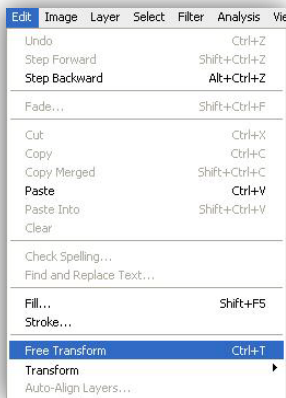 Edit Image Layer Select Filter Analysis Vie
Undo Ctrl+Z
Step Forward Shift+Ctrl+Z
Step Backward Alt+Ctrl+Z
Fade... Shift+Ctrl+F
Cut Ctrl+X
Copy Ctrl+C
Copy Merged Shift+Ctrl+C
Paste Ctrl+V
Paste Into Shift+Ctrl+V
Clear
Check Spelling...
Find and Replace Text...
Fill... Shift+F5
Stroke...
Free Transform Ctrl+T
Transform
Auto-Align Layers...